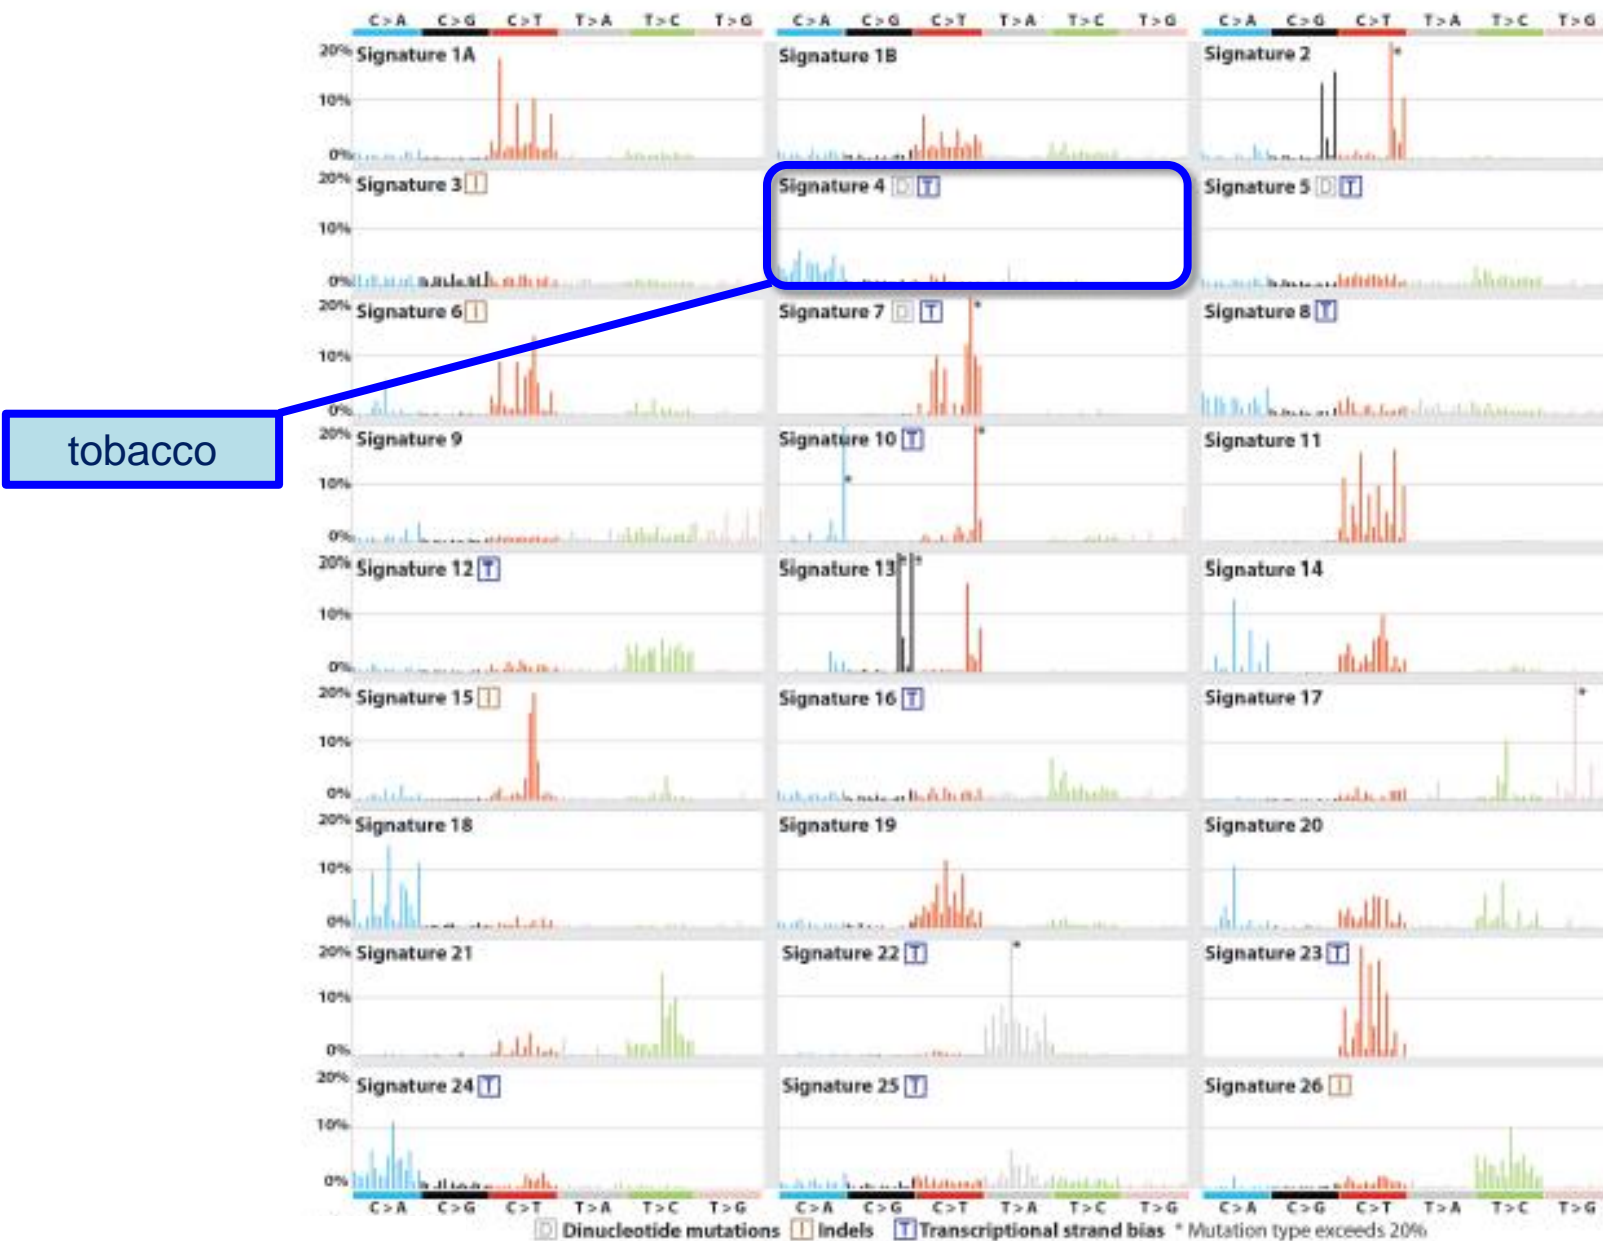 C>A C>G C>T T>A T>C T>G C>A C>G C>T T>A T>C T>G C>A C>G C>T T>A T>C T>G
20% Signature 1A Signature 1B Signature 2 *
10%
0%
20% Signature 3 I Signature 4 D T Signature 5 D T
10%
0%
20% Signature 6 I Signature 7 D T * Signature 8 T
10%
0%
tobacco
20% Signature 9 Signature 10 T * Signature 11
10% *
0%
20% Signature 12 T Signature 13 * * Signature 14
10%
0%
20% Signature 15 I Signature 16 T Signature 17 *
10%
0%
20% Signature 18 Signature 19 Signature 20
10%
0%
20% Signature 21 Signature 22 T * Signature 23 T
10%
0%
20% Signature 24 T Signature 25 T Signature 26 I
10%
0%
C>A C>G C>T T>A T>C T>G C>A C>G C>T T>A T>C T>G C>A C>G C>T T>A T>C T>G
D Dinucleotide mutations I Indels T Transcriptional strand bias * Mutation type exceeds 20%